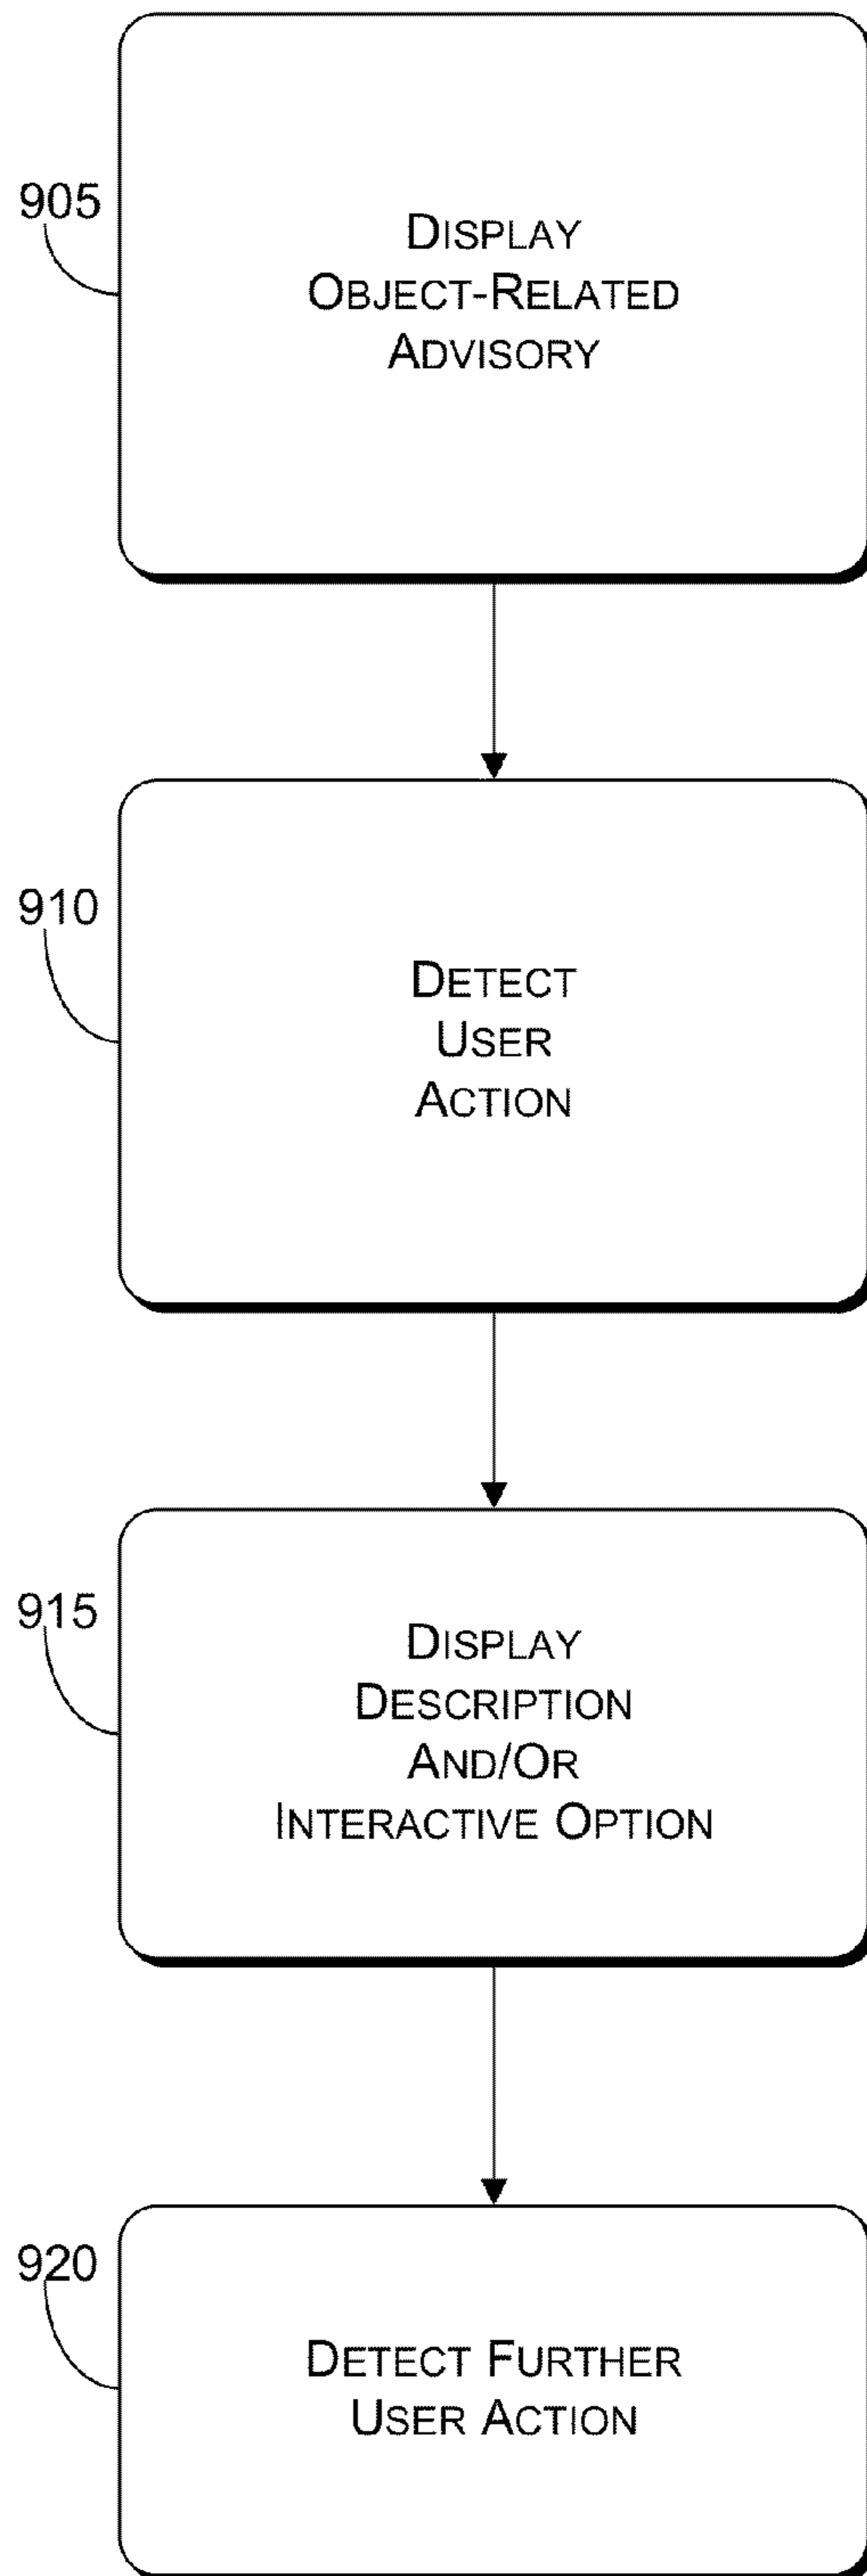 905
DISPLAY
OBJECT-RELATED
ADVISORY
910
DETECT
USER
ACTION
915
DISPLAY
DESCRIPTION
AND/OR
INTERACTIVE OPTION
920
DETECT FURTHER
USER ACTION